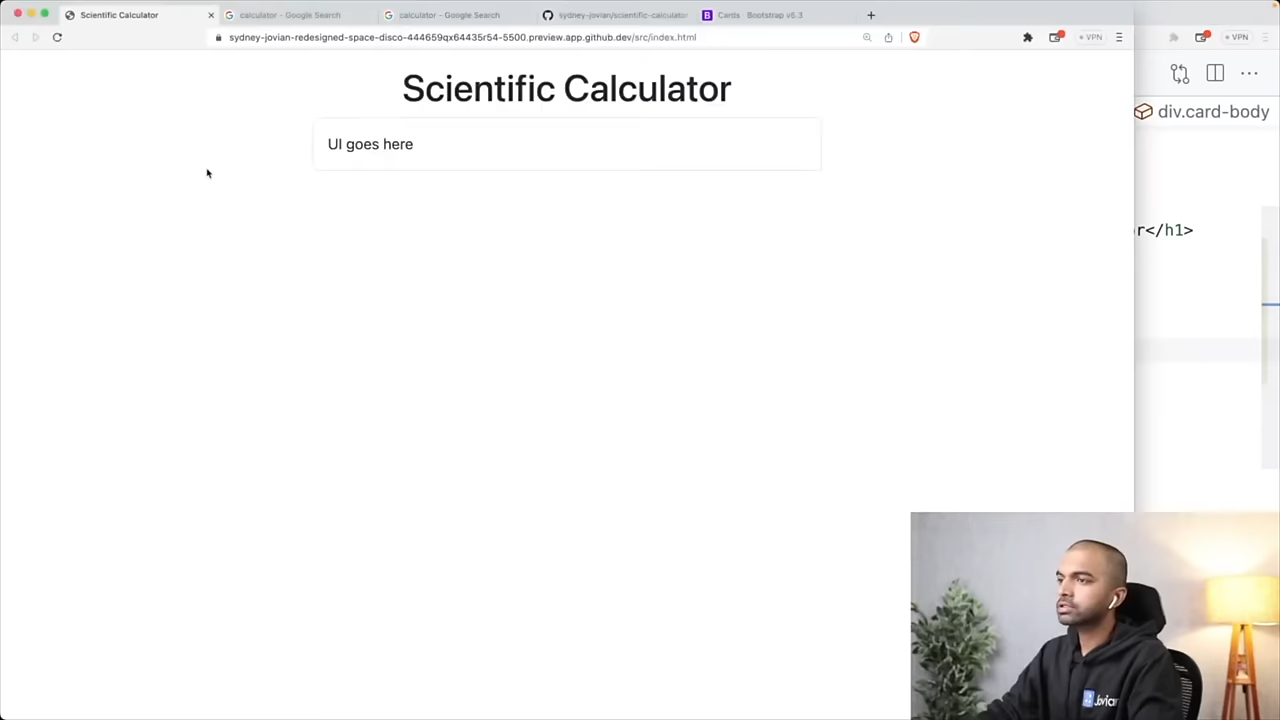 Scientific Calculator
calculator - Google Search
calculator - Google Search
sydney-jovian/scientific-calculator
Cards · Bootstrap v5.3
sydney-jovian-redesigned-space-disco-444659qx64435r54-5500.preview.app.github.dev/src/index.html
VPN
VPN
Scientific Calculator
UI goes here
div.card-body
r</h1>
Jovian